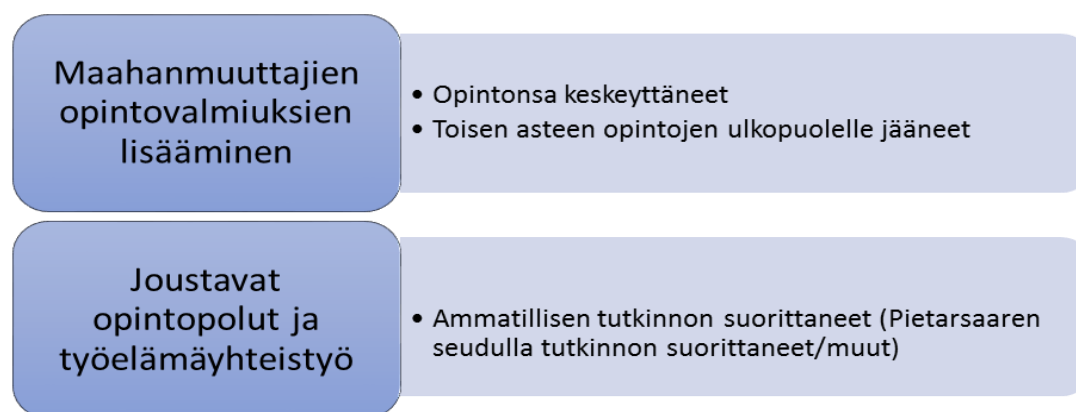 Maahanmuuttajien
opintovalmiuksien
lisääminen
• Opintonsa keskeyttäneet
• Toisen asteen opintojen ulkopuolelle jääneet
Joustavat
opintopolut ja
työelämäyhteistyö
• Ammatillisen tutkinnon suorittaneet (Pietarsaaren
seudulla tutkinnon suorittaneet/muut)